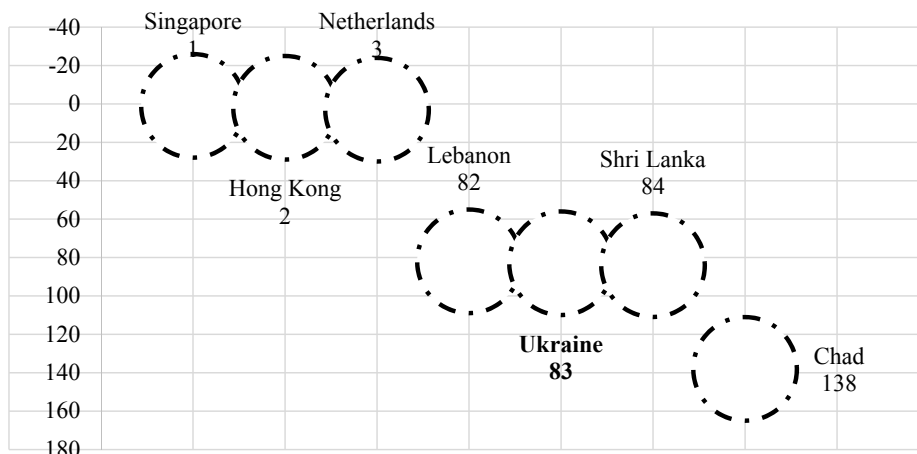 Singapore
1
Netherlands
3
-40
-20
0
20
40
60
80
100
120
140
160
180
Hong Kong
2
Lebanon
82
Shri Lanka
84
Ukraine
83
Chad
138